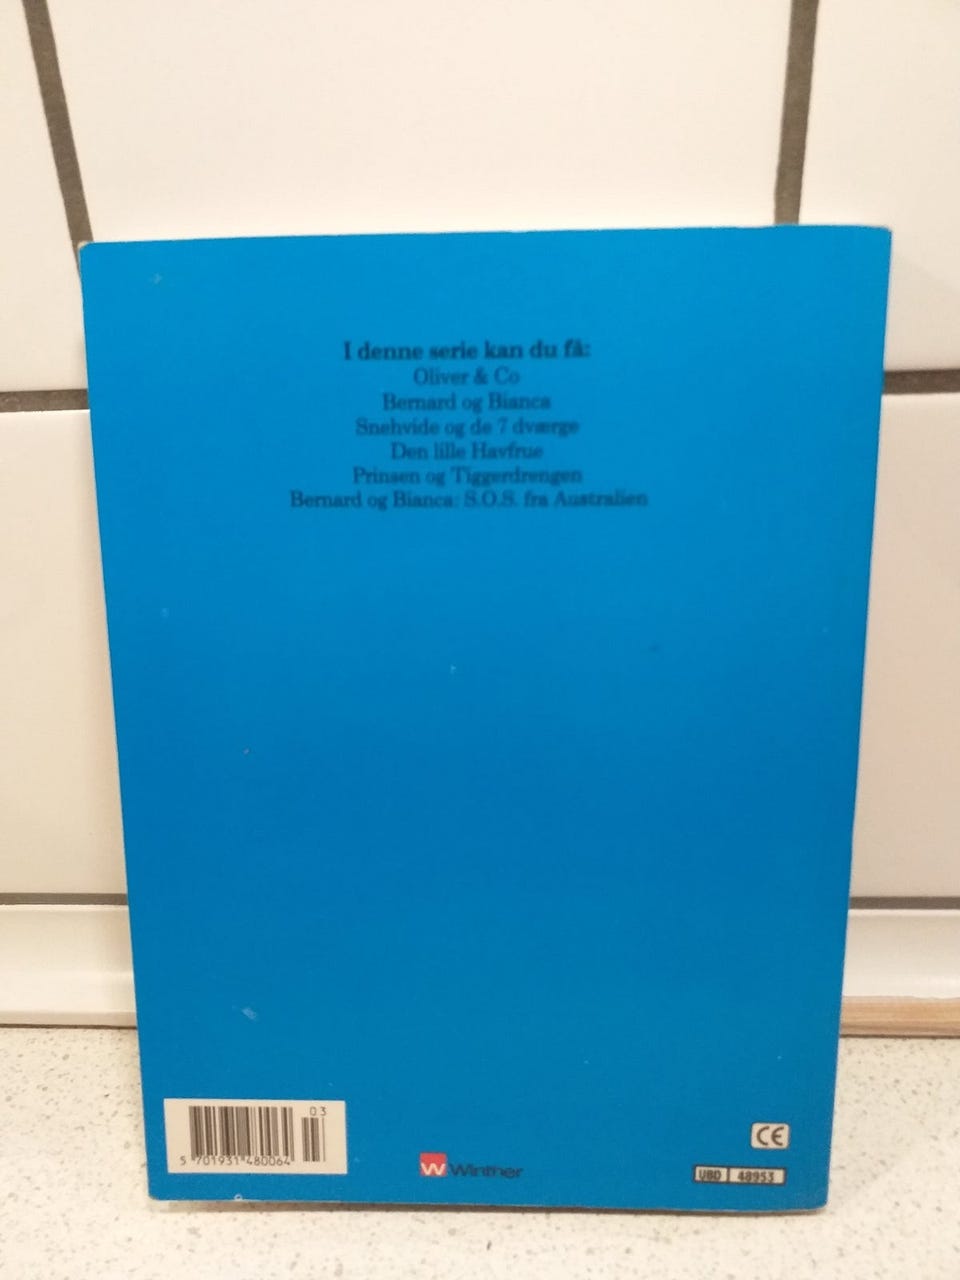 I denne serie kan du få:
Oliver & Co
Bernard og Bianca
Snehvide og de 7 dværge
Den lille Havfrue
Prinsen og Tiggerdrengen
Bernard og Bianca: S.O.S. fra Australien
03
5 701931 480064
W Winther
CE
UBD 48953